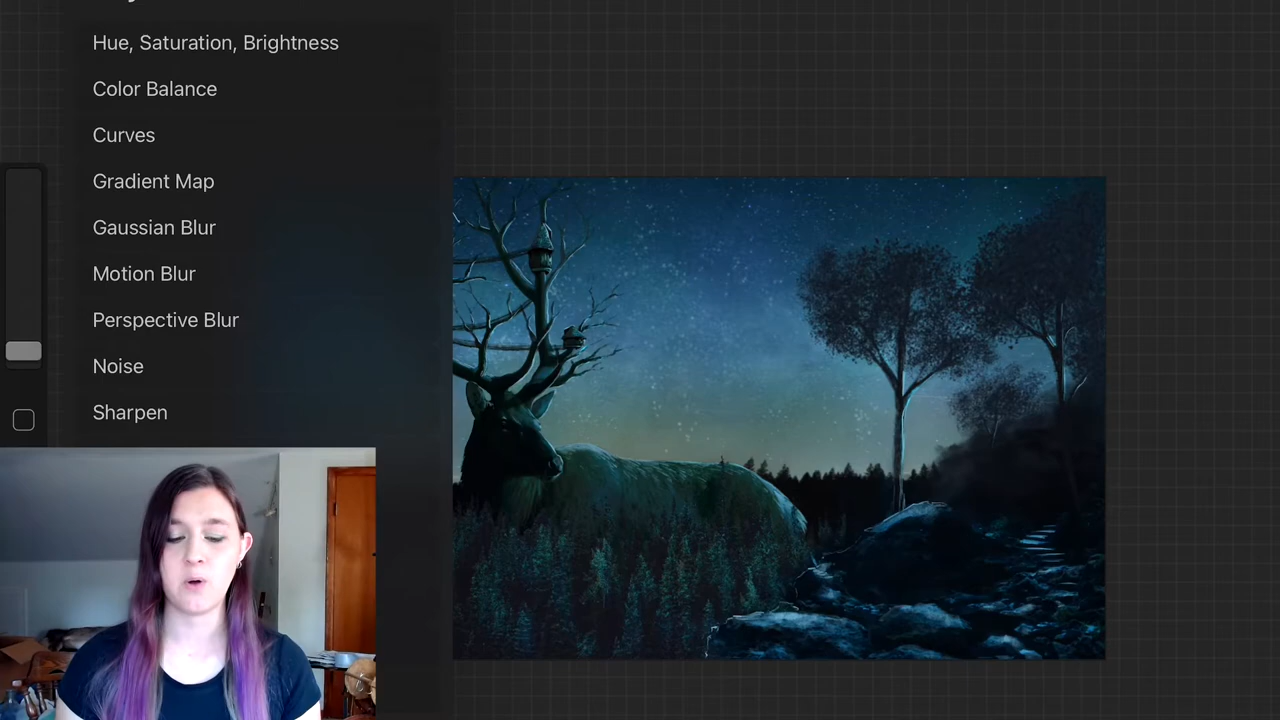 Hue, Saturation, Brightness
Color Balance
Curves
Gradient Map
Gaussian Blur
Motion Blur
Perspective Blur
Noise
Sharpen